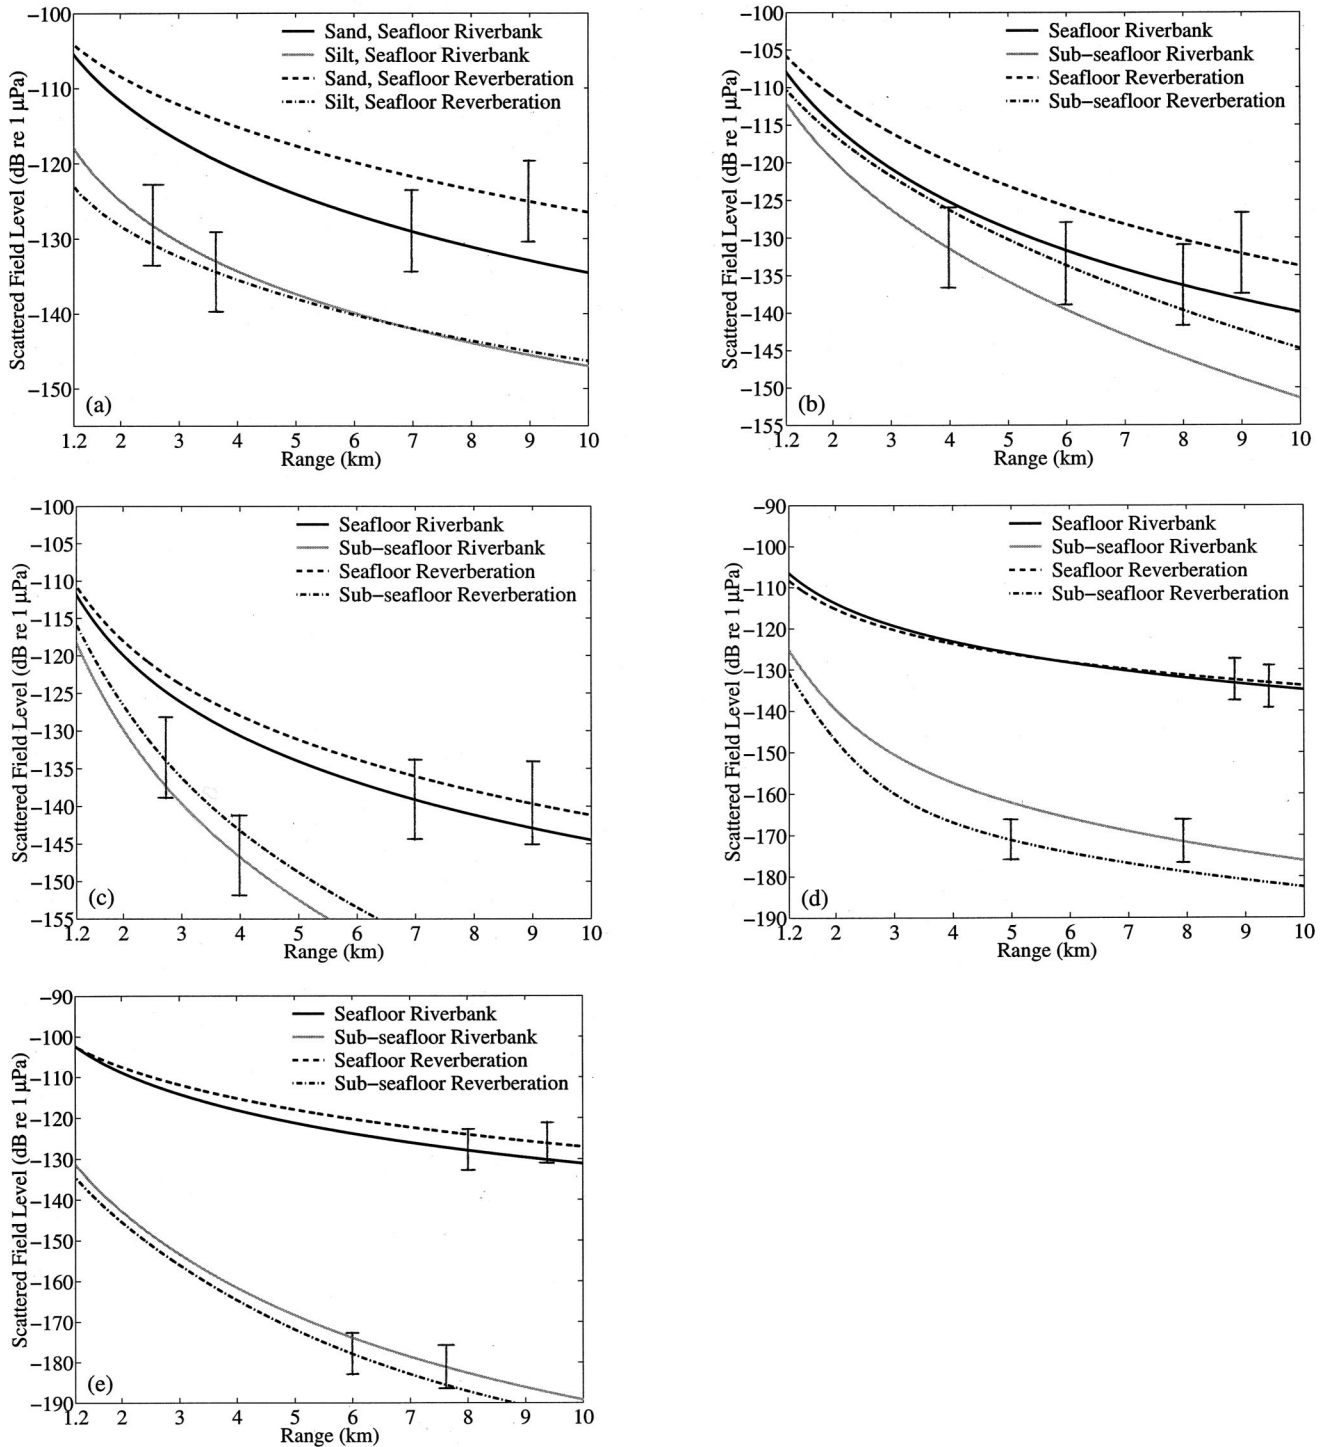 −100
−110
−120
−130
−140
−150
Scattered Field Level (dB re 1 µPa)
Sand, Seafloor Riverbank
Silt, Seafloor Riverbank
Sand, Seafloor Reverberation
Silt, Seafloor Reverberation
(a)
1.2 2 3 4 5 6 7 8 9 10
Range (km)
−100
−105
−110
−115
−120
−125
−130
−135
−140
−145
−150
−155
Scattered Field Level (dB re 1 µPa)
Seafloor Riverbank
Sub−seafloor Riverbank
Seafloor Reverberation
Sub−seafloor Reverberation
(b)
1.2 2 3 4 5 6 7 8 9 10
Range (km)
−100
−105
−110
−115
−120
−125
−130
−135
−140
−145
−150
−155
Scattered Field Level (dB re 1 µPa)
Seafloor Riverbank
Sub−seafloor Riverbank
Seafloor Reverberation
Sub−seafloor Reverberation
(c)
1.2 2 3 4 5 6 7 8 9 10
Range (km)
−90
−100
−110
−120
−130
−140
−150
−160
−170
−180
−190
Scattered Field Level (dB re 1 µPa)
Seafloor Riverbank
Sub−seafloor Riverbank
Seafloor Reverberation
Sub−seafloor Reverberation
(d)
1.2 2 3 4 5 6 7 8 9 10
Range (km)
−90
−100
−110
−120
−130
−140
−150
−160
−170
−180
−190
Scattered Field Level (dB re 1 µPa)
Seafloor Riverbank
Sub−seafloor Riverbank
Seafloor Reverberation
Sub−seafloor Reverberation
(e)
1.2 2 3 4 5 6 7 8 9 10
Range (km)